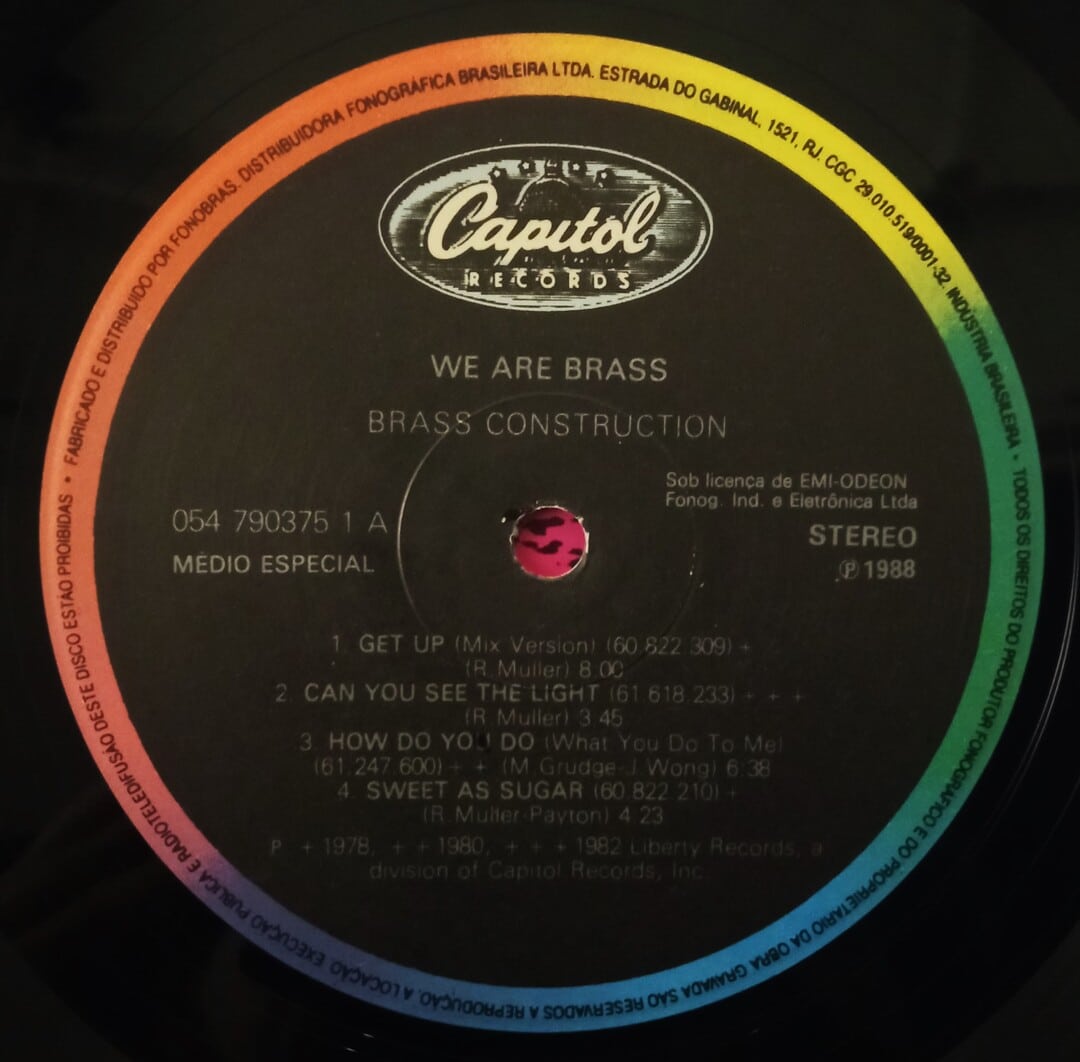 Capitol
RECORDS
WE ARE BRASS
BRASS CONSTRUCTION
Sob licença de EMI-ODEON
Fonog. Ind. e Eletrônica Ltda
054 790375 1 A
STEREO
MÉDIO ESPECIAL
℗ 1988
1. GET UP (Mix Version) (60 822 309) +
(R. Muller) 8:00
2. CAN YOU SEE THE LIGHT (61 618 233) + + +
(R. Muller) 3:45
3. HOW DO YOU DO (What You Do To Me)
(61.247.600) + + (M. Grudge-J. Wong) 6:38
4. SWEET AS SUGAR (60 822 210) +
(R. Muller-Payton) 4:23
P + 1978, + + 1980, + + + 1982 Liberty Records, a
division of Capitol Records, Inc.
FABRICADO E DISTRIBUIDO POR FONOBRAS. DISTRIBUIDORA FONOGRÁFICA BRASILEIRA LTDA. ESTRADA DO GABINAL, 1521, RJ. CGC 29.010.519/0001-32. INDÚSTRIA BRASILEIRA • TODOS OS DIREITOS DO PRODUTOR FONOGRÁFICO E DO PROPRIETÁRIO DA OBRA GRAVADA SÃO RESERVADOS A REPRODUÇÃO, A LOCAÇÃO, EXECUÇÃO PÚBLICA E RADIOTELEDIFUSÃO DESTE DISCO ESTÃO PROIBIDAS •